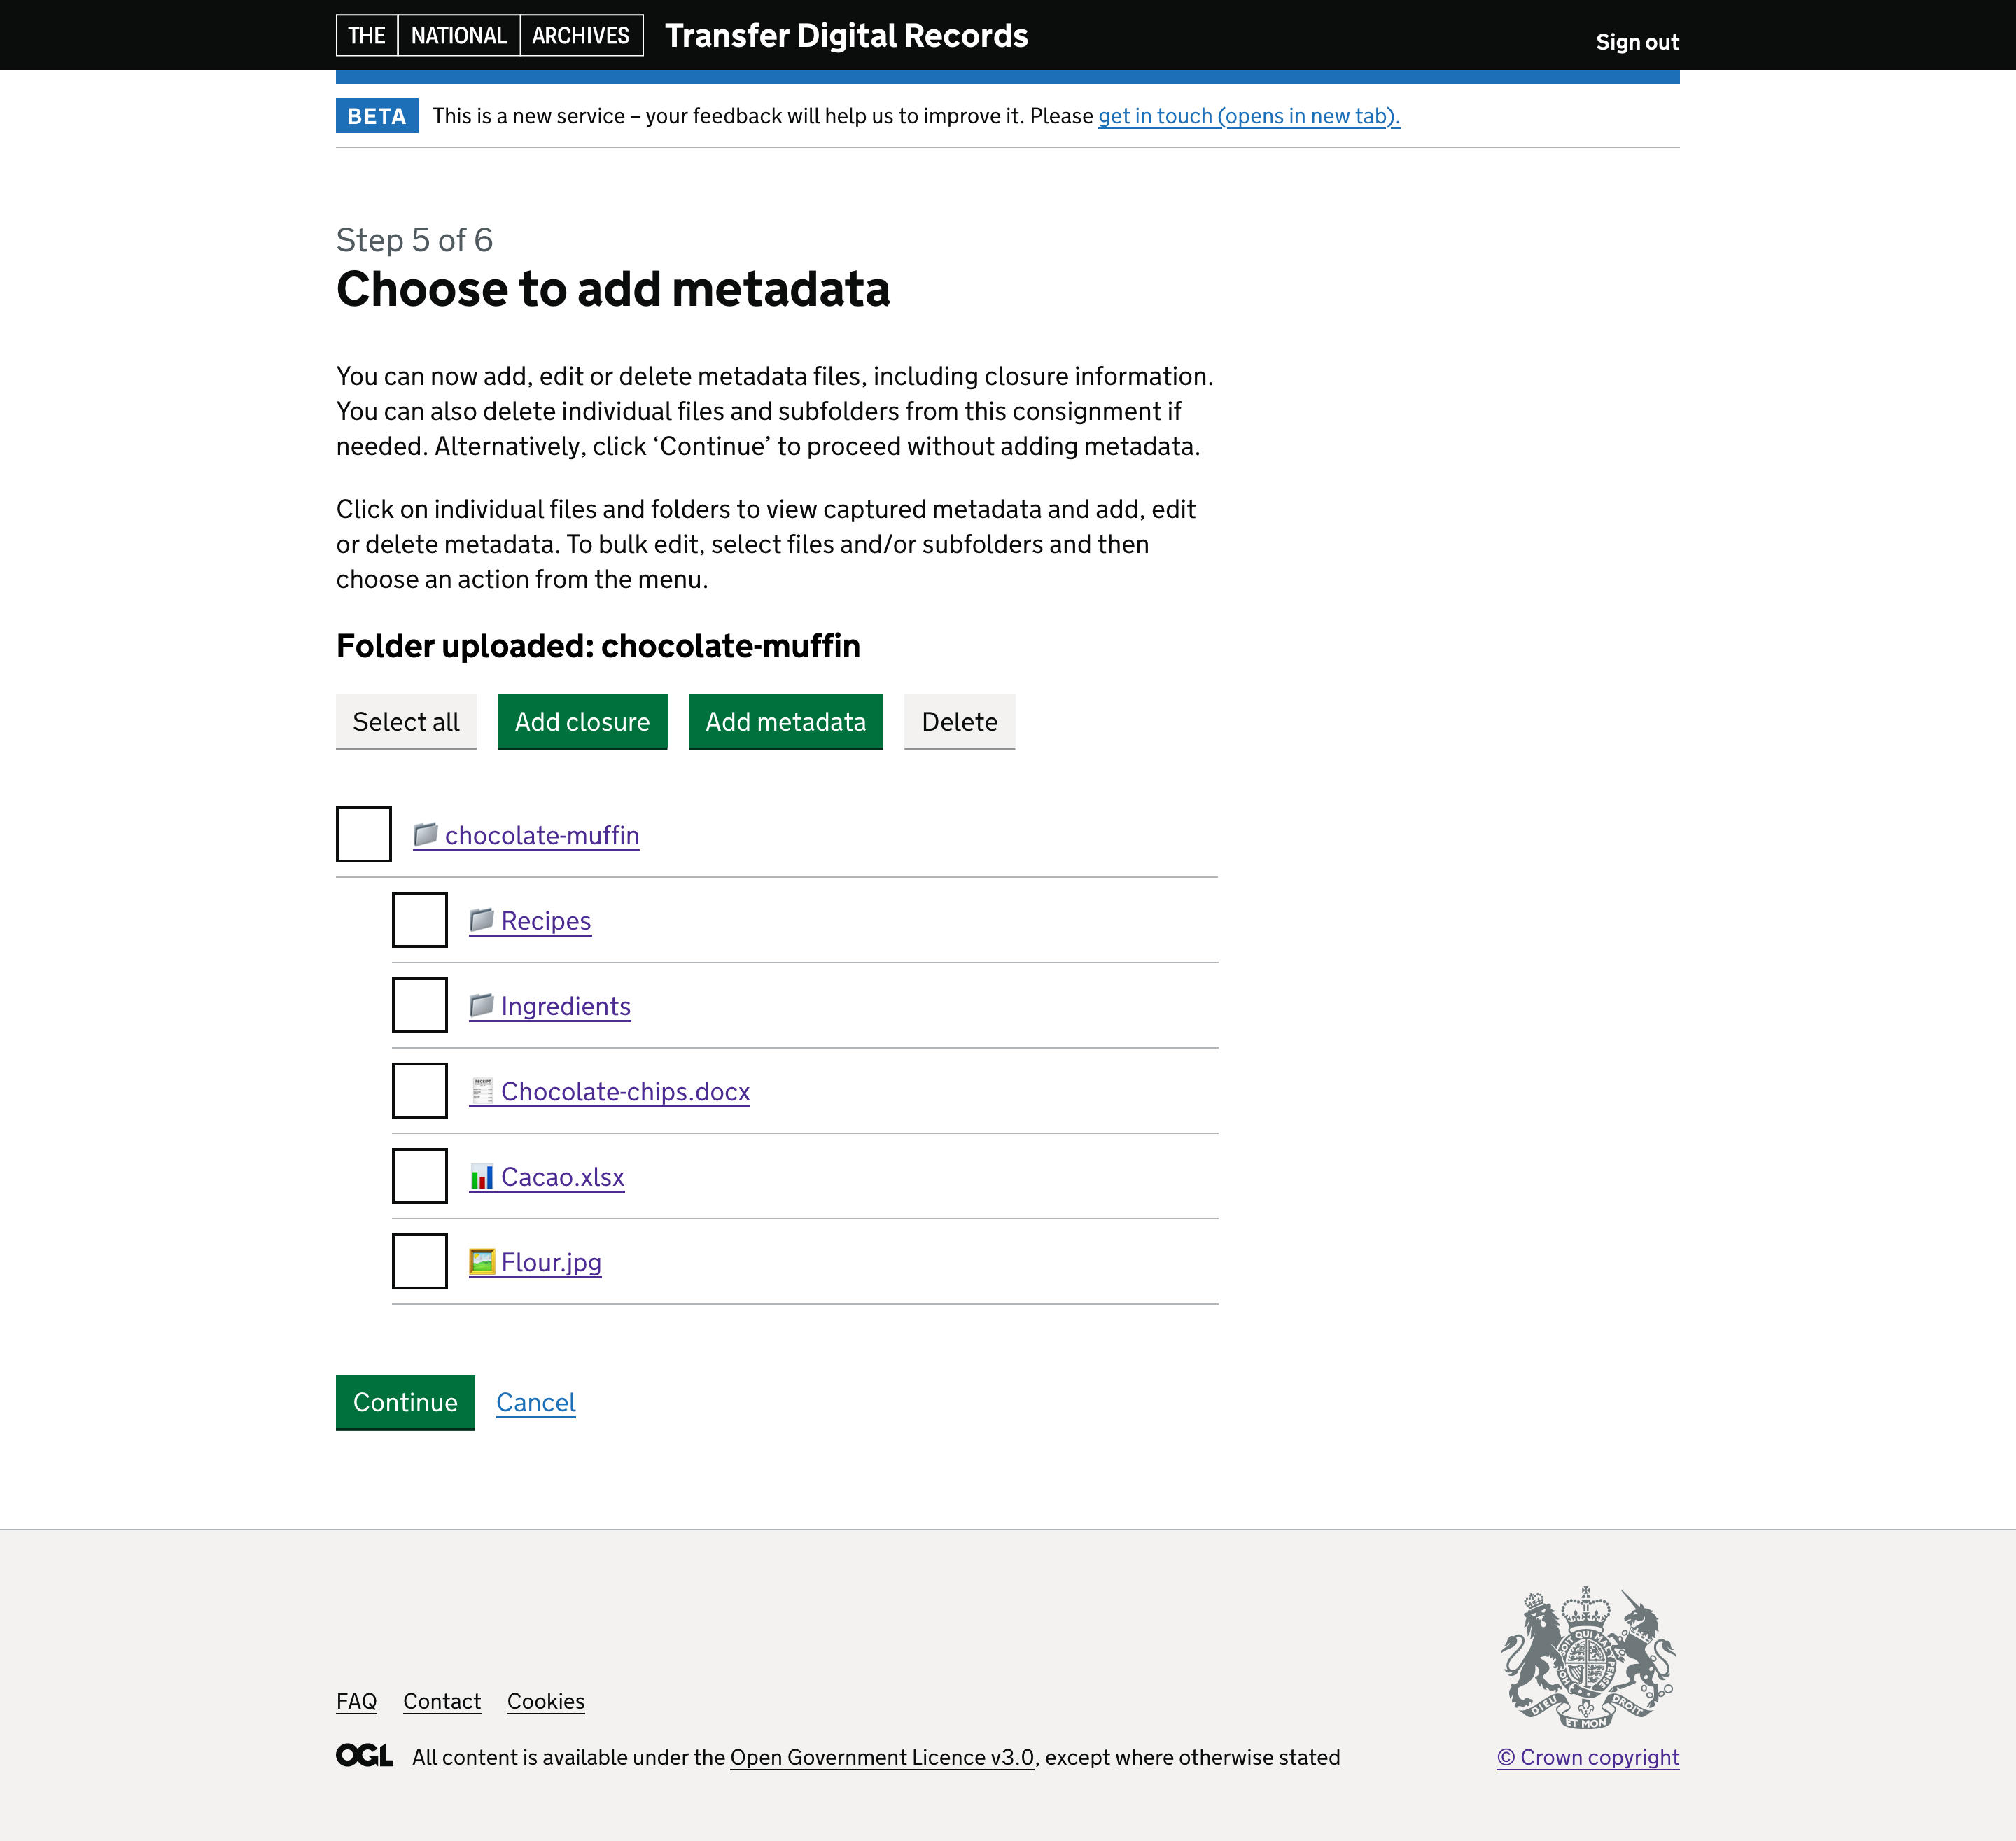 THE NATIONAL ARCHIVES Transfer Digital Records
Sign out
BETA This is a new service – your feedback will help us to improve it. Please get in touch (opens in new tab).
Step 5 of 6
Choose to add metadata
You can now add, edit or delete metadata files, including closure information.
You can also delete individual files and subfolders from this consignment if
needed. Alternatively, click ‘Continue’ to proceed without adding metadata.
Click on individual files and folders to view captured metadata and add, edit
or delete metadata. To bulk edit, select files and/or subfolders and then
choose an action from the menu.
Folder uploaded: chocolate-muffin
Select all Add closure Add metadata Delete
chocolate-muffin
Recipes
Ingredients
Chocolate-chips.docx
Cacao.xlsx
Flour.jpg
Continue Cancel
FAQ Contact Cookies
OGL All content is available under the Open Government Licence v3.0, except where otherwise stated
DIEU ET MON DROIT
© Crown copyright